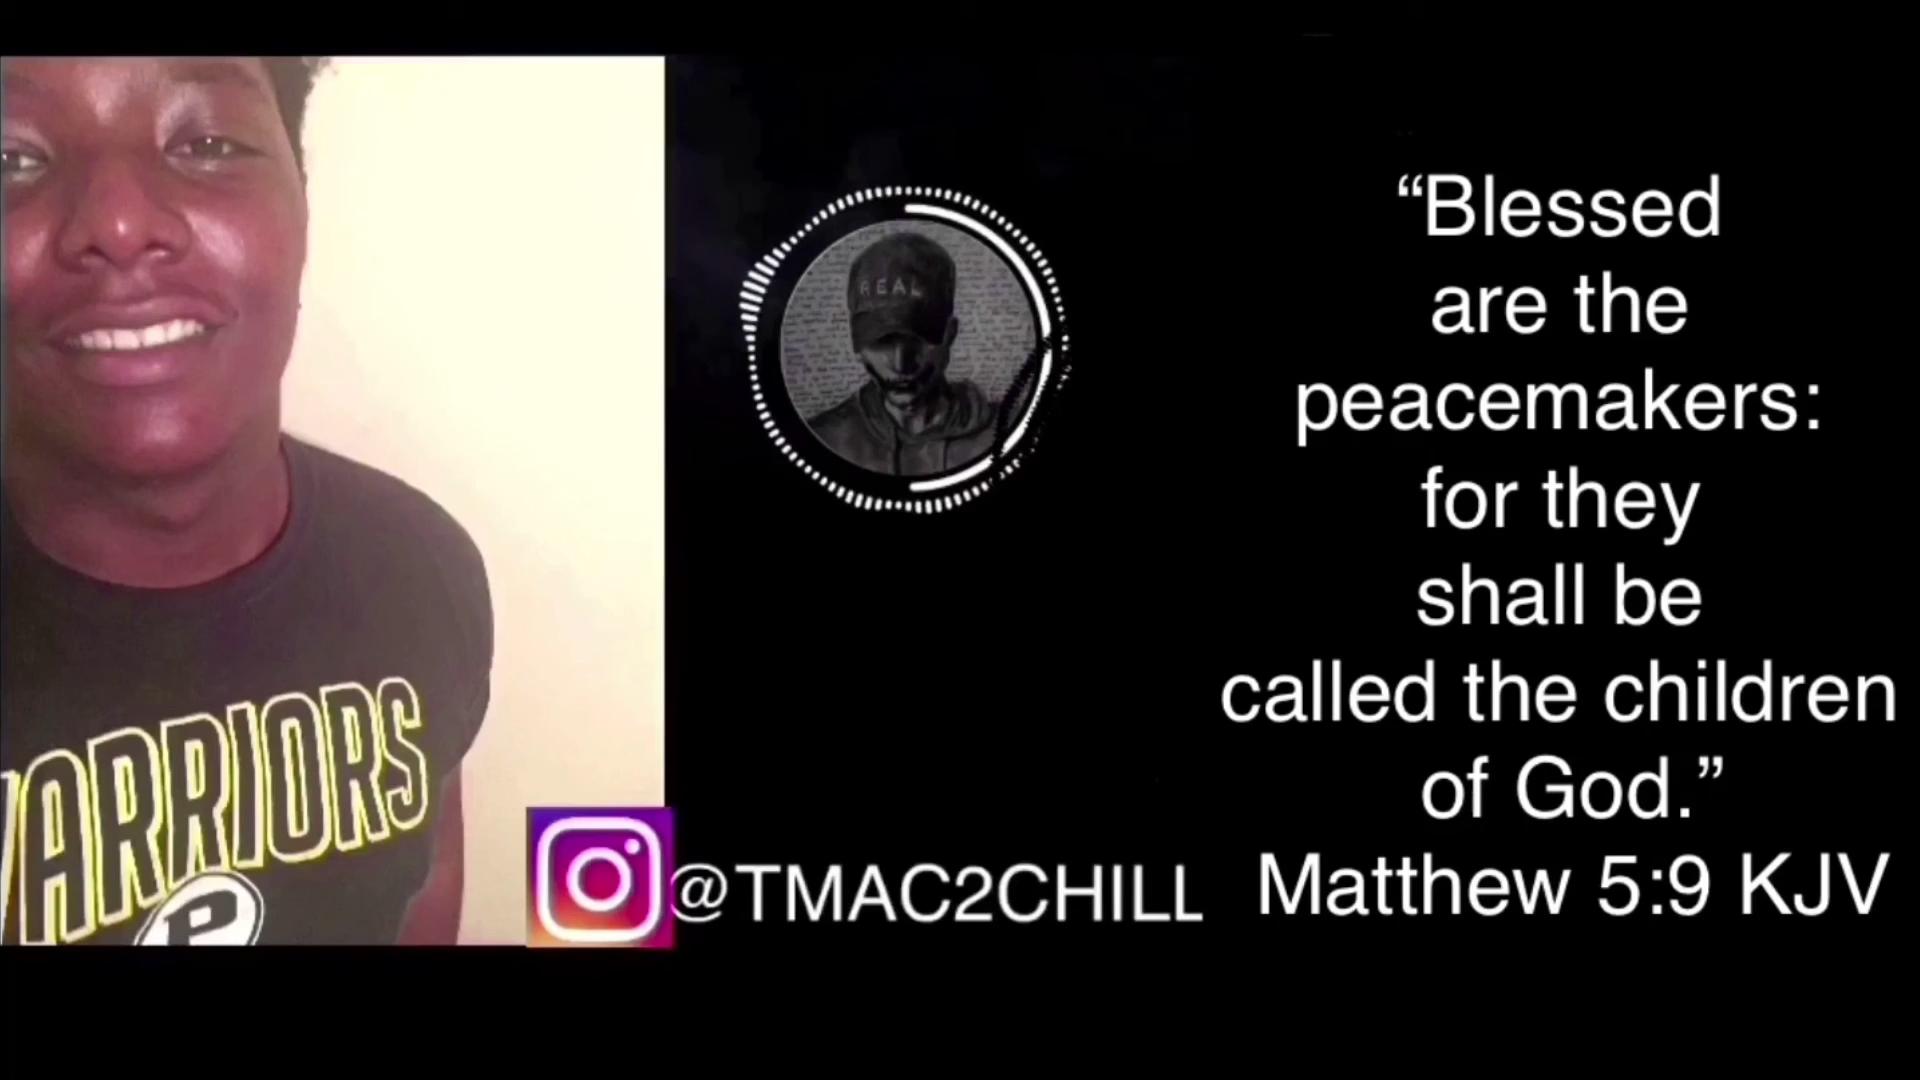 WARRIORS
P
REAL
@TMAC2CHILL
“Blessed
are the
peacemakers:
for they
shall be
called the children
of God.”
Matthew 5:9 KJV